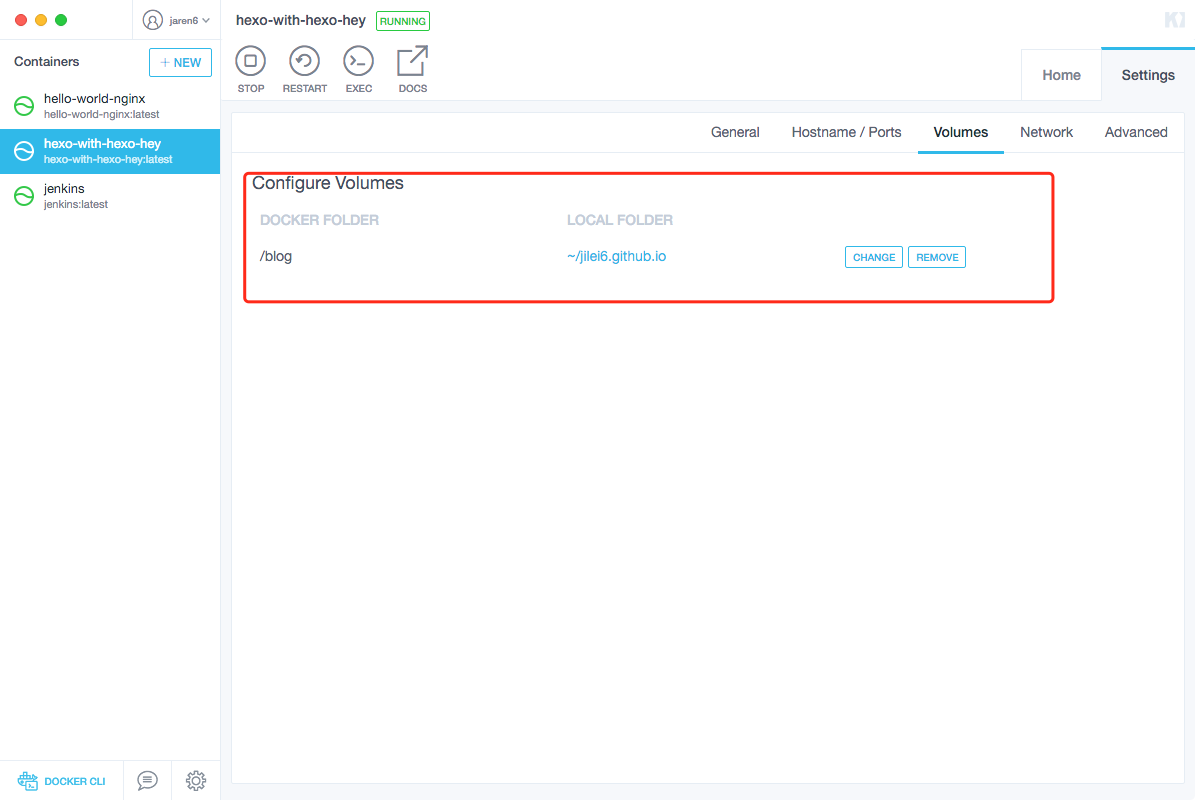 jaren6
Containers
+ NEW
hello-world-nginx
hello-world-nginx:latest
hexo-with-hexo-hey
hexo-with-hexo-hey:latest
jenkins
jenkins:latest
DOCKER CLI
hexo-with-hexo-hey RUNNING
STOP RESTART EXEC DOCS
Home Settings
General Hostname / Ports Volumes Network Advanced
Configure Volumes
DOCKER FOLDER LOCAL FOLDER
/blog ~/jilei6.github.io CHANGE REMOVE